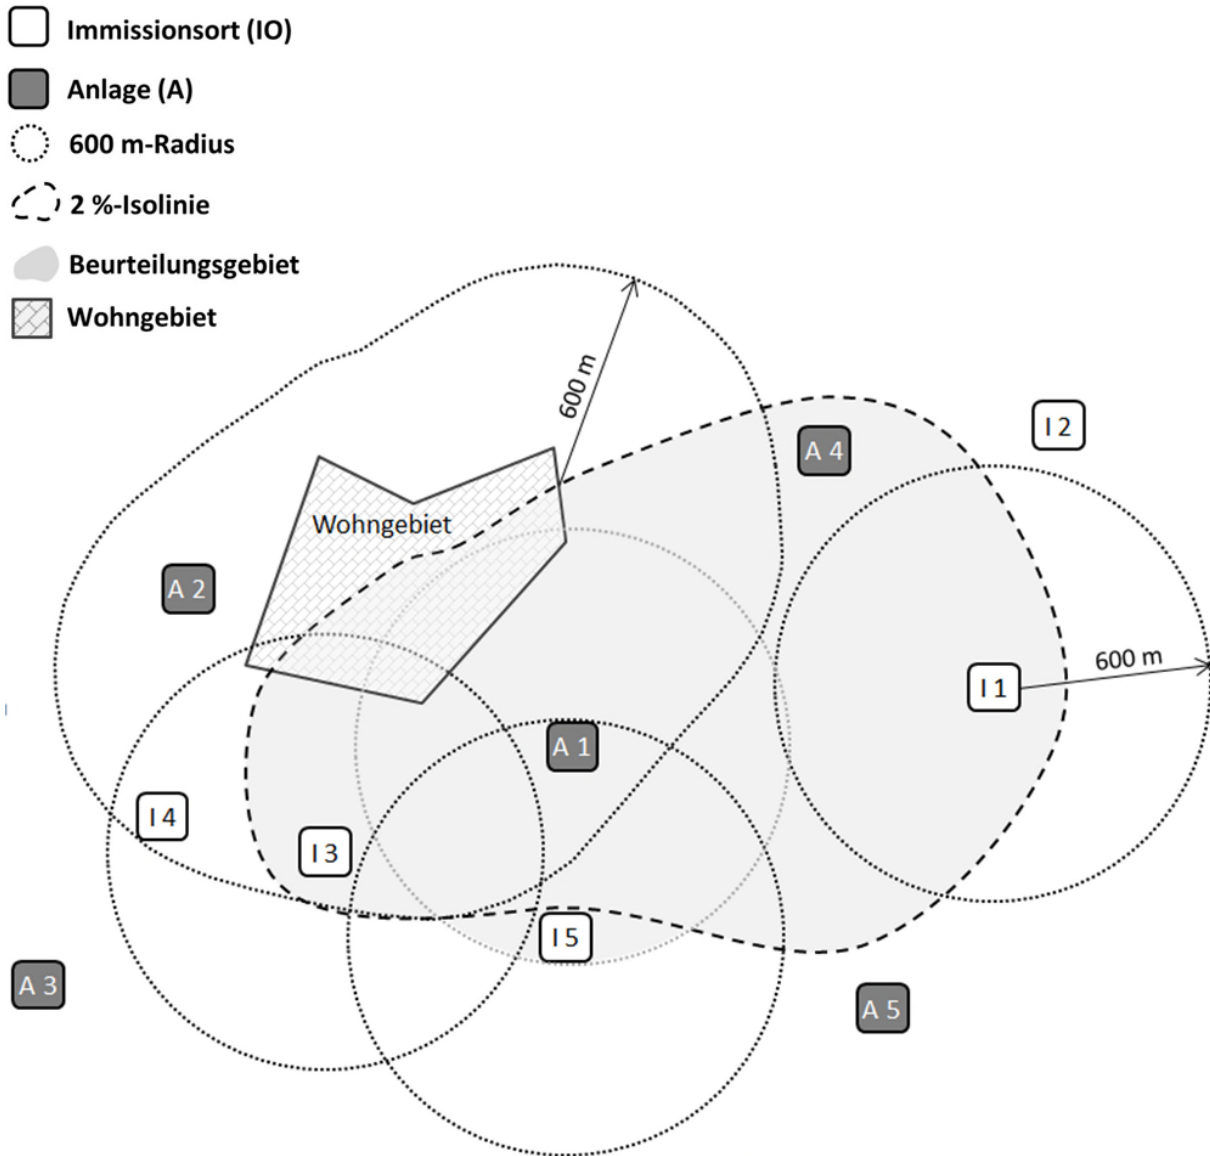 Immissionsort (IO)
Anlage (A)
600 m-Radius
2 %-Isolinie
Beurteilungsgebiet
Wohngebiet
600 m
I 2
A 4
Wohngebiet
A 2
600 m
I 1
A 1
I 4
I 3
I 5
A 3
A 5